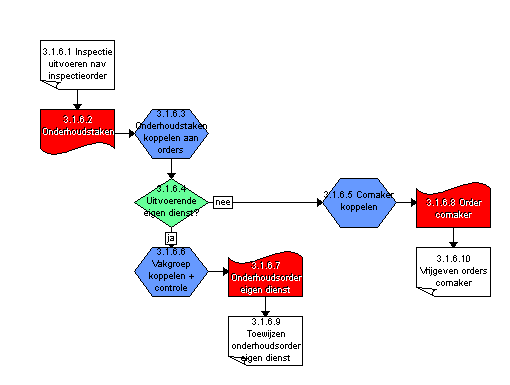 3.1.6.1 Inspectie
uitvoeren nav
inspectieorder
3.1.6.2
Onderhoudstaken
3.1.6.3
Onderhoudstaken
koppelen aan
orders
3.1.6.4
Uitvoerende
eigen dienst?
nee
3.1.6.5 Comaker
koppelen
3.1.6.8 Order
comaker
ja
3.1.6.6
Vakgroep
koppelen +
controle
3.1.6.7
Onderhoudsorder
eigen dienst
3.1.6.10
Vrijgeven orders
comaker
3.1.6.9
Toewijzen
onderhoudsorder
eigen dienst